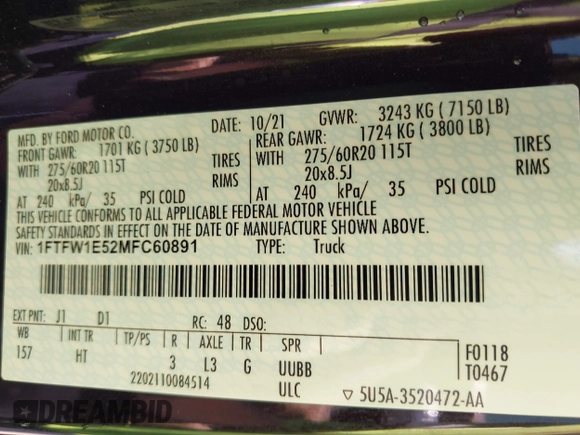 MFD. BY FORD MOTOR CO. DATE: 10/21 GVWR: 3243 KG ( 7150 LB)
FRONT GAWR: 1701 KG ( 3750 LB) REAR GAWR: 1724 KG ( 3800 LB)
WITH 275/60R20 115T TIRES WITH 275/60R20 115T TIRES
20x8.5J RIMS 20x8.5J RIMS
AT 240 kPa/ 35 PSI COLD AT 240 kPa/ 35 PSI COLD
THIS VEHICLE CONFORMS TO ALL APPLICABLE FEDERAL MOTOR VEHICLE
SAFETY STANDARDS IN EFFECT ON THE DATE OF MANUFACTURE SHOWN ABOVE.
VIN: 1FTFW1E52MFC60891 TYPE: Truck
EXT PNT: J1 D1 RC: 48 DSO:
WB INT TR TP/PS R AXLE TR SPR F0118
157 HT 3 L3 G UUBB T0467
2202110084514 ULC ▽ 5U5A-3520472-AA
DREAMBID